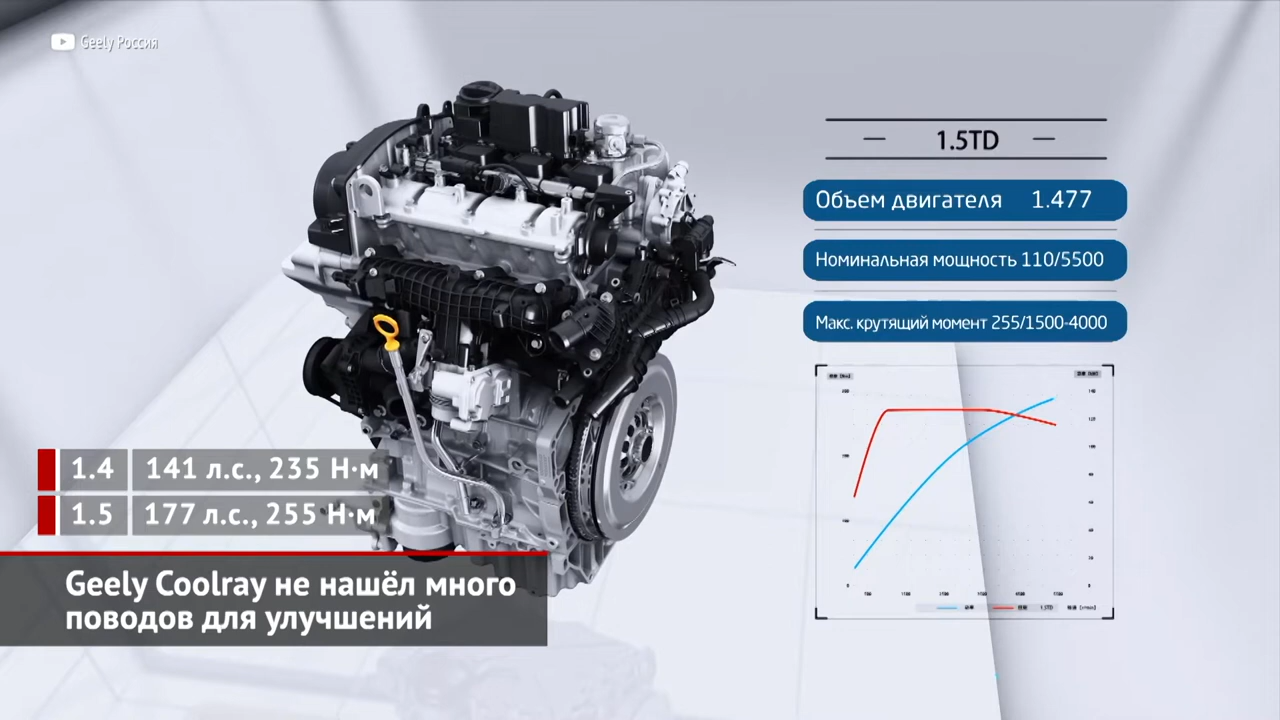 Geely Россия
1.5TD
Объем двигателя 1.477
Номинальная мощность 110/5500
Макс. крутящий момент 255/1500-4000
1.4 141 л.с., 235 Н·м
1.5 177 л.с., 255 Н·м
Geely Coolray не нашёл много
поводов для улучшений